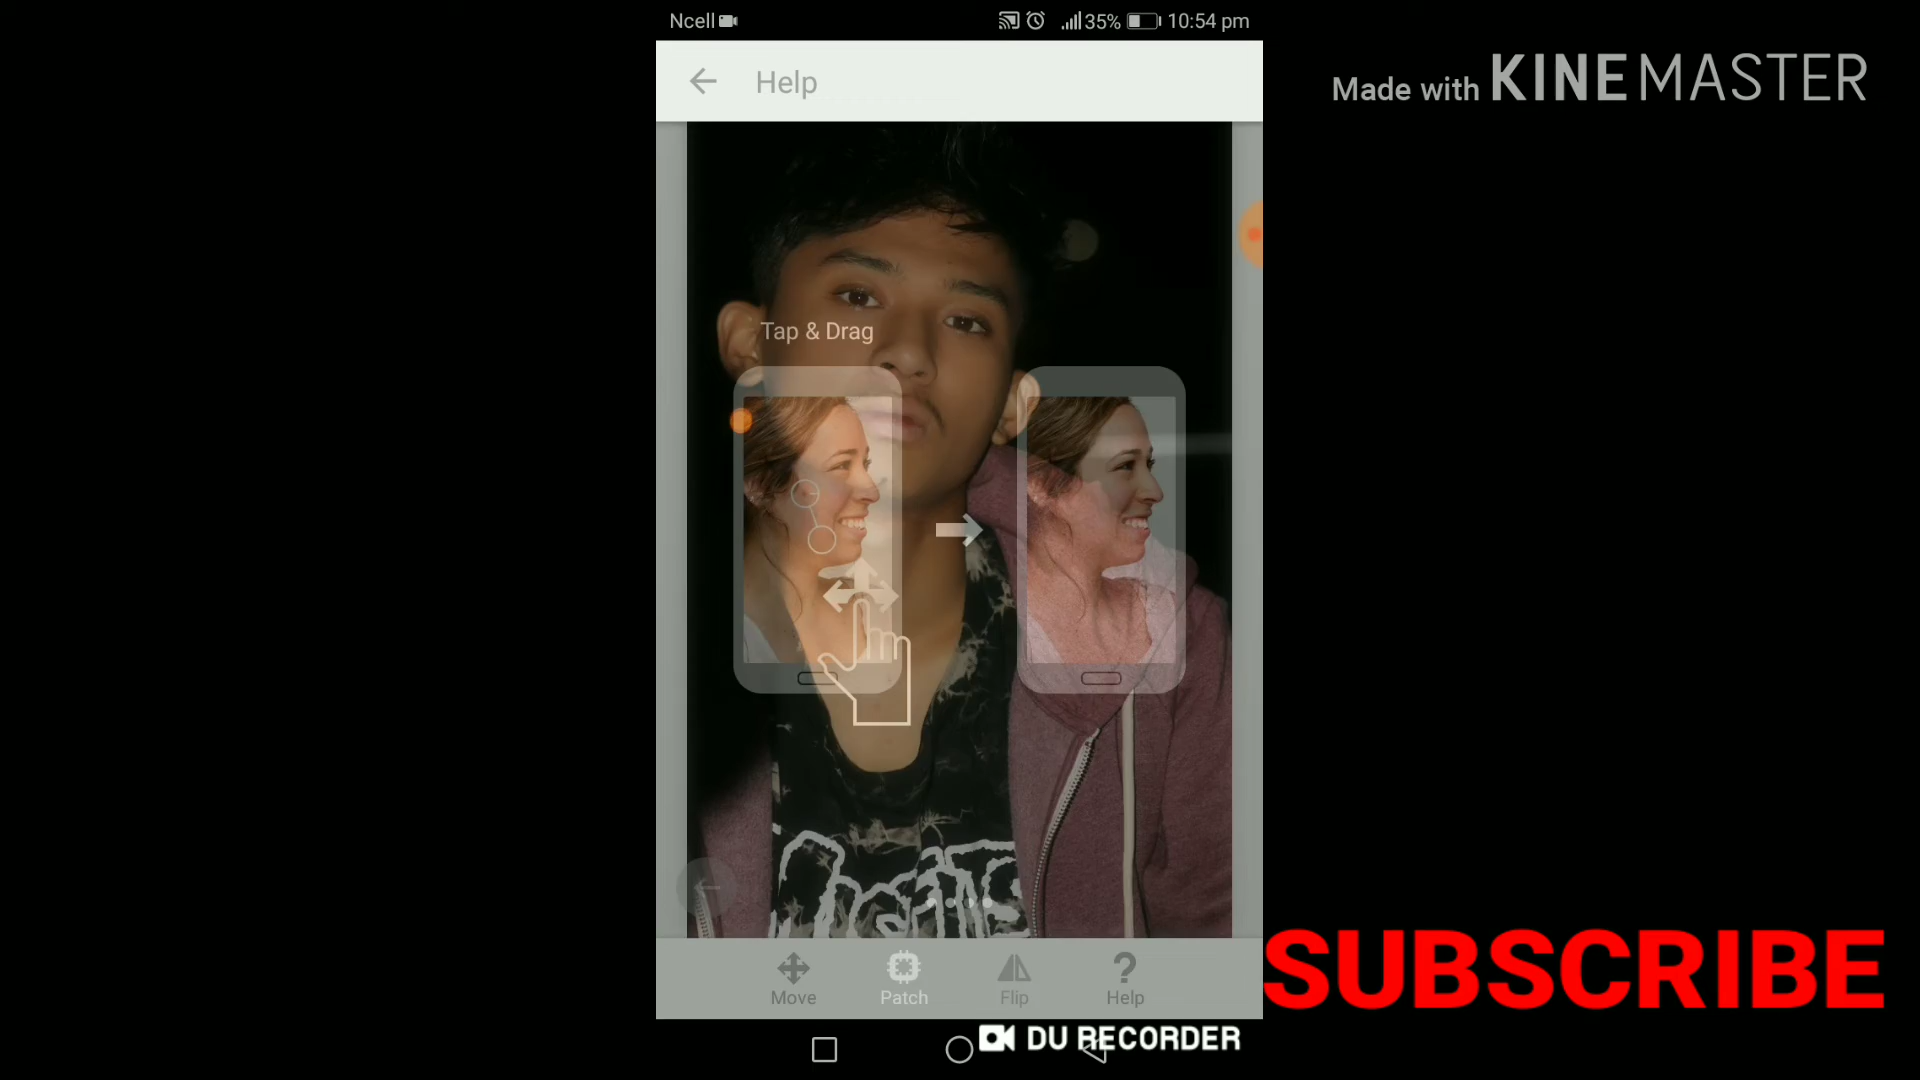 Ncell 35% 10:54 pm
Help
Made with KINEMASTER
Tap & Drag
Move Patch Flip Help
SUBSCRIBE
DU RECORDER